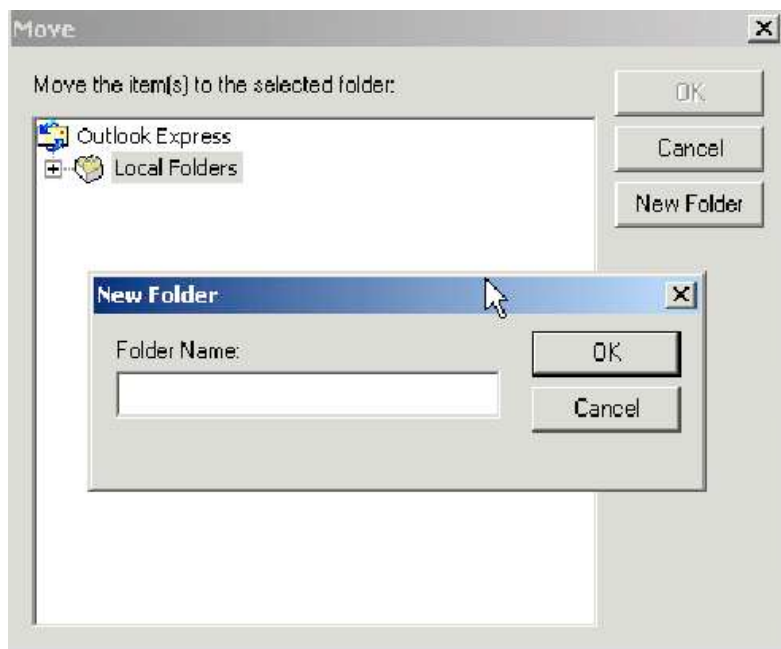 Move
Move the item(s) to the selected folder:
OK
Outlook Express
Cancel
Local Folders
New Folder
New Folder
Folder Name:
OK
Cancel